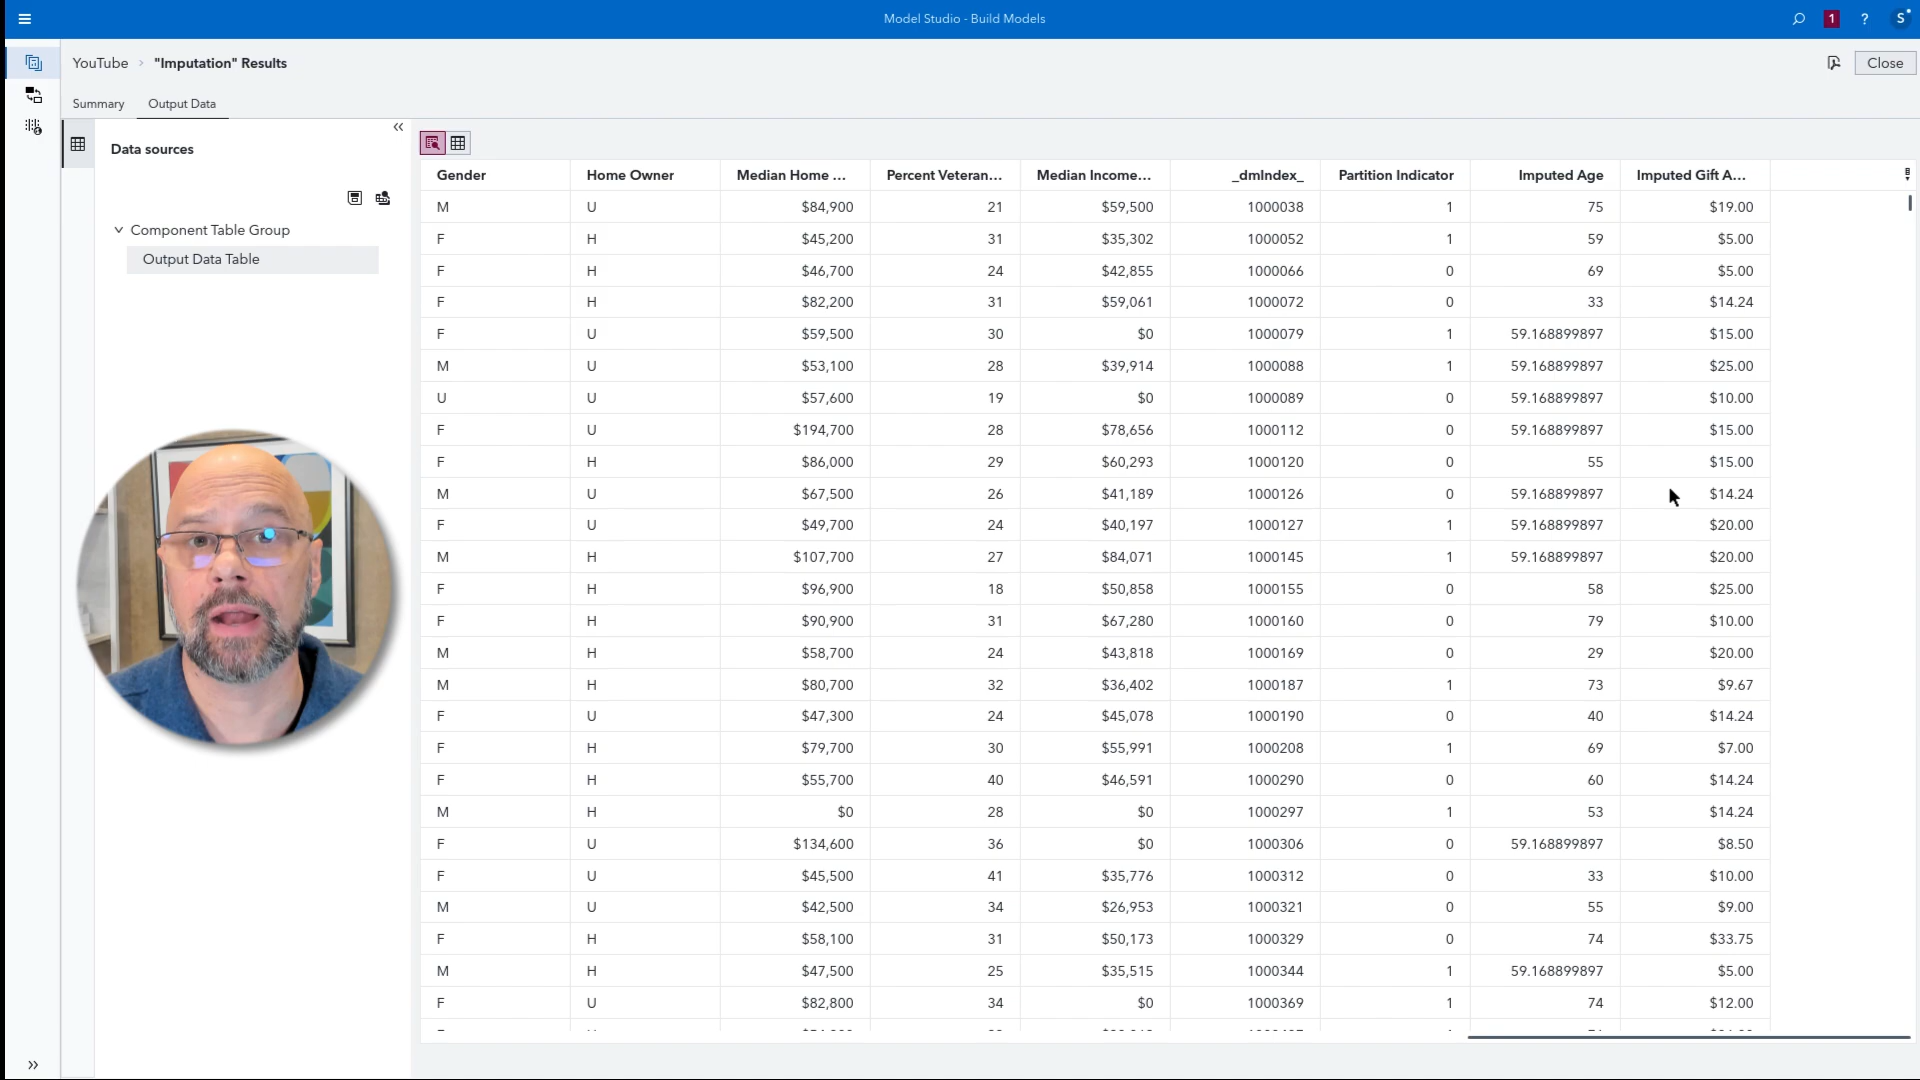 Model Studio - Build Models
1
?
S
YouTube > "Imputation" Results
Close
Summary Output Data
Data sources
Component Table Group
Output Data Table
Gender Home Owner Median Home ... Percent Veteran... Median Income... _dmIndex_ Partition Indicator Imputed Age Imputed Gift A...
M U $84,900 21 $59,500 1000038 1 75 $19.00
F H $45,200 31 $35,302 1000052 1 59 $5.00
F H $46,700 24 $42,855 1000066 0 69 $5.00
F H $82,200 31 $59,061 1000072 0 33 $14.24
F U $59,500 30 $0 1000079 1 59.168899897 $15.00
M U $53,100 28 $39,914 1000088 1 59.168899897 $25.00
U U $57,600 19 $0 1000089 0 59.168899897 $10.00
F U $194,700 28 $78,656 1000112 0 59.168899897 $15.00
F H $86,000 29 $60,293 1000120 0 55 $15.00
M U $67,500 26 $41,189 1000126 0 59.168899897 $14.24
F U $49,700 24 $40,197 1000127 1 59.168899897 $20.00
M H $107,700 27 $84,071 1000145 1 59.168899897 $20.00
F H $96,900 18 $50,858 1000155 0 58 $25.00
F H $90,900 31 $67,280 1000160 0 79 $10.00
M H $58,700 24 $43,818 1000169 0 29 $20.00
M H $80,700 32 $36,402 1000187 1 73 $9.67
F U $47,300 24 $45,078 1000190 0 40 $14.24
F H $79,700 30 $55,991 1000208 1 69 $7.00
F H $55,700 40 $46,591 1000290 0 60 $14.24
M H $0 28 $0 1000297 1 53 $14.24
F U $134,600 36 $0 1000306 0 59.168899897 $8.50
F U $45,500 41 $35,776 1000312 0 33 $10.00
M U $42,500 34 $26,953 1000321 0 55 $9.00
F H $58,100 31 $50,173 1000329 0 74 $33.75
M H $47,500 25 $35,515 1000344 1 59.168899897 $5.00
F U $82,800 34 $0 1000369 1 74 $12.00